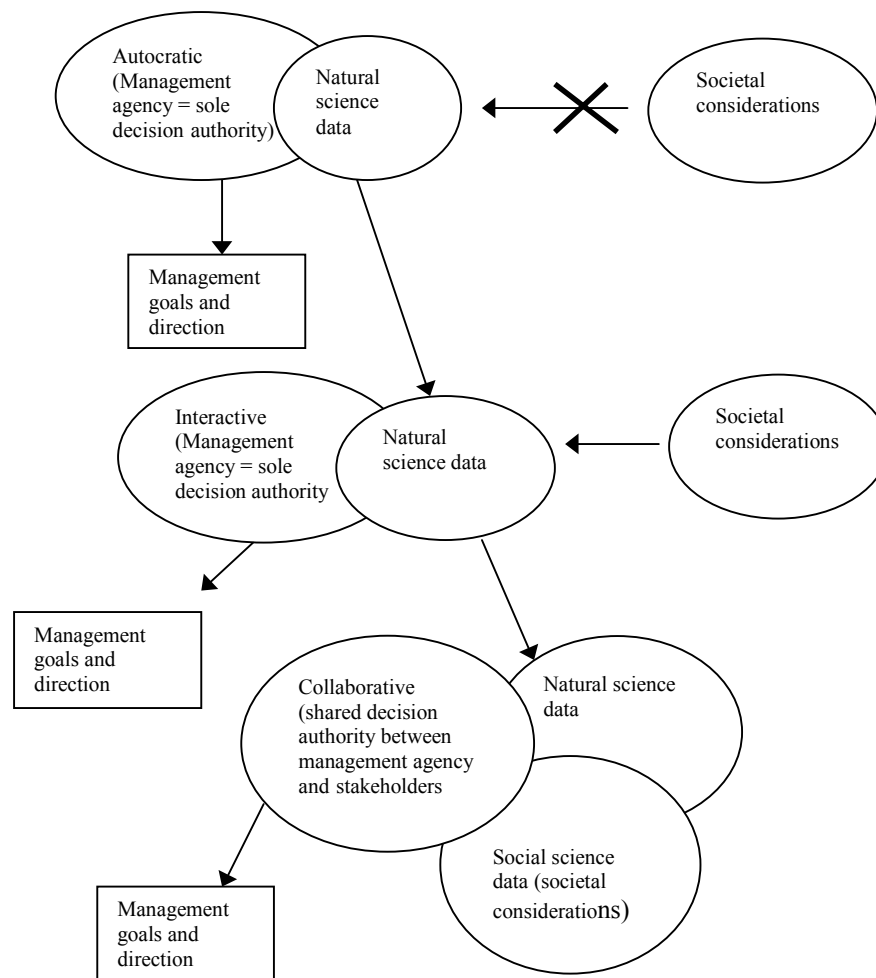 Autocratic
(Management
agency = sole
decision authority)
Natural
science
data
Societal
considerations
Management
goals and
direction
Interactive
(Management
agency = sole
decision authority
Natural
science data
Societal
considerations
Management
goals and
direction
Collaborative
(shared decision
authority between
management agency
and stakeholders
Natural science
data
Social science
data (societal
considerations)
Management
goals and
direction